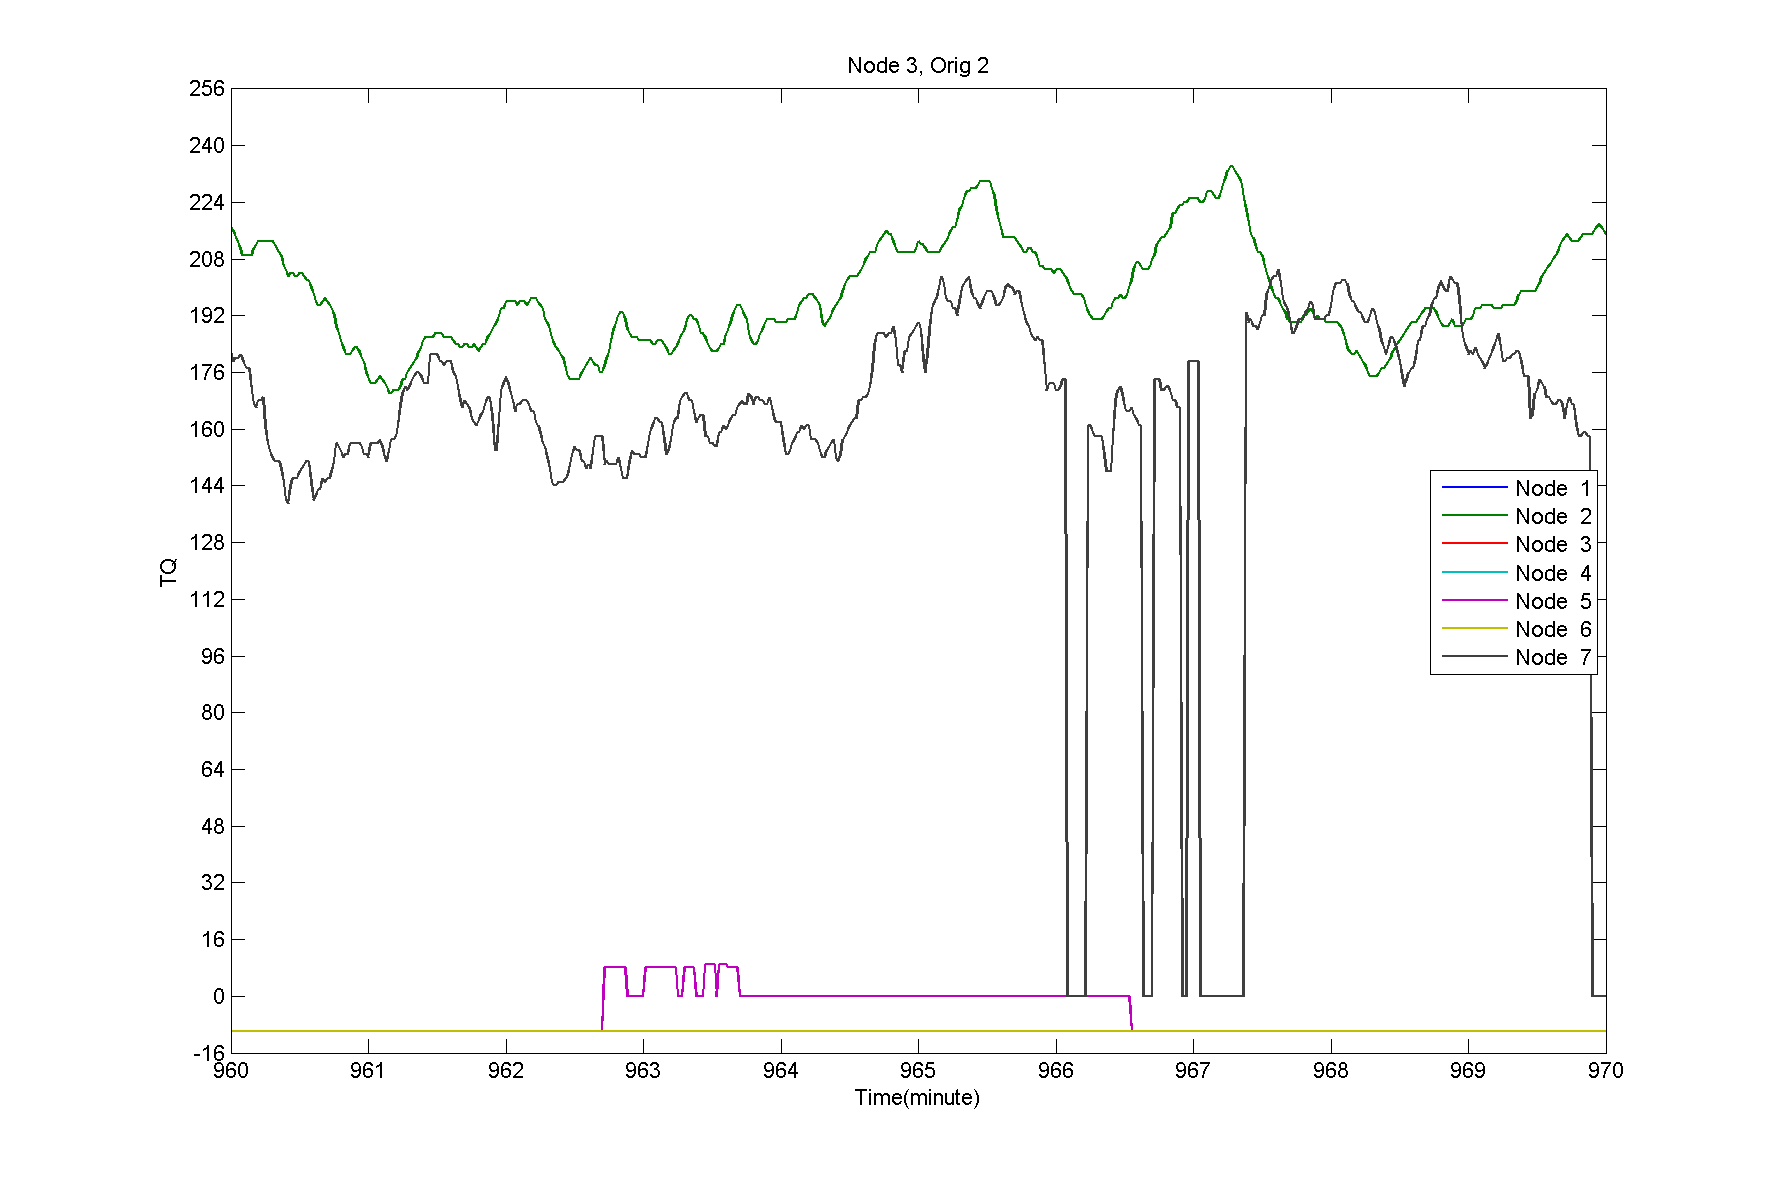 Node 3, Orig 2
256
240
224
208
192
176
160
144
128
112
96
80
64
48
32
16
0
-16
TQ
Node 1
Node 2
Node 3
Node 4
Node 5
Node 6
Node 7
960 961 962 963 964 965 966 967 968 969 970
Time(minute)